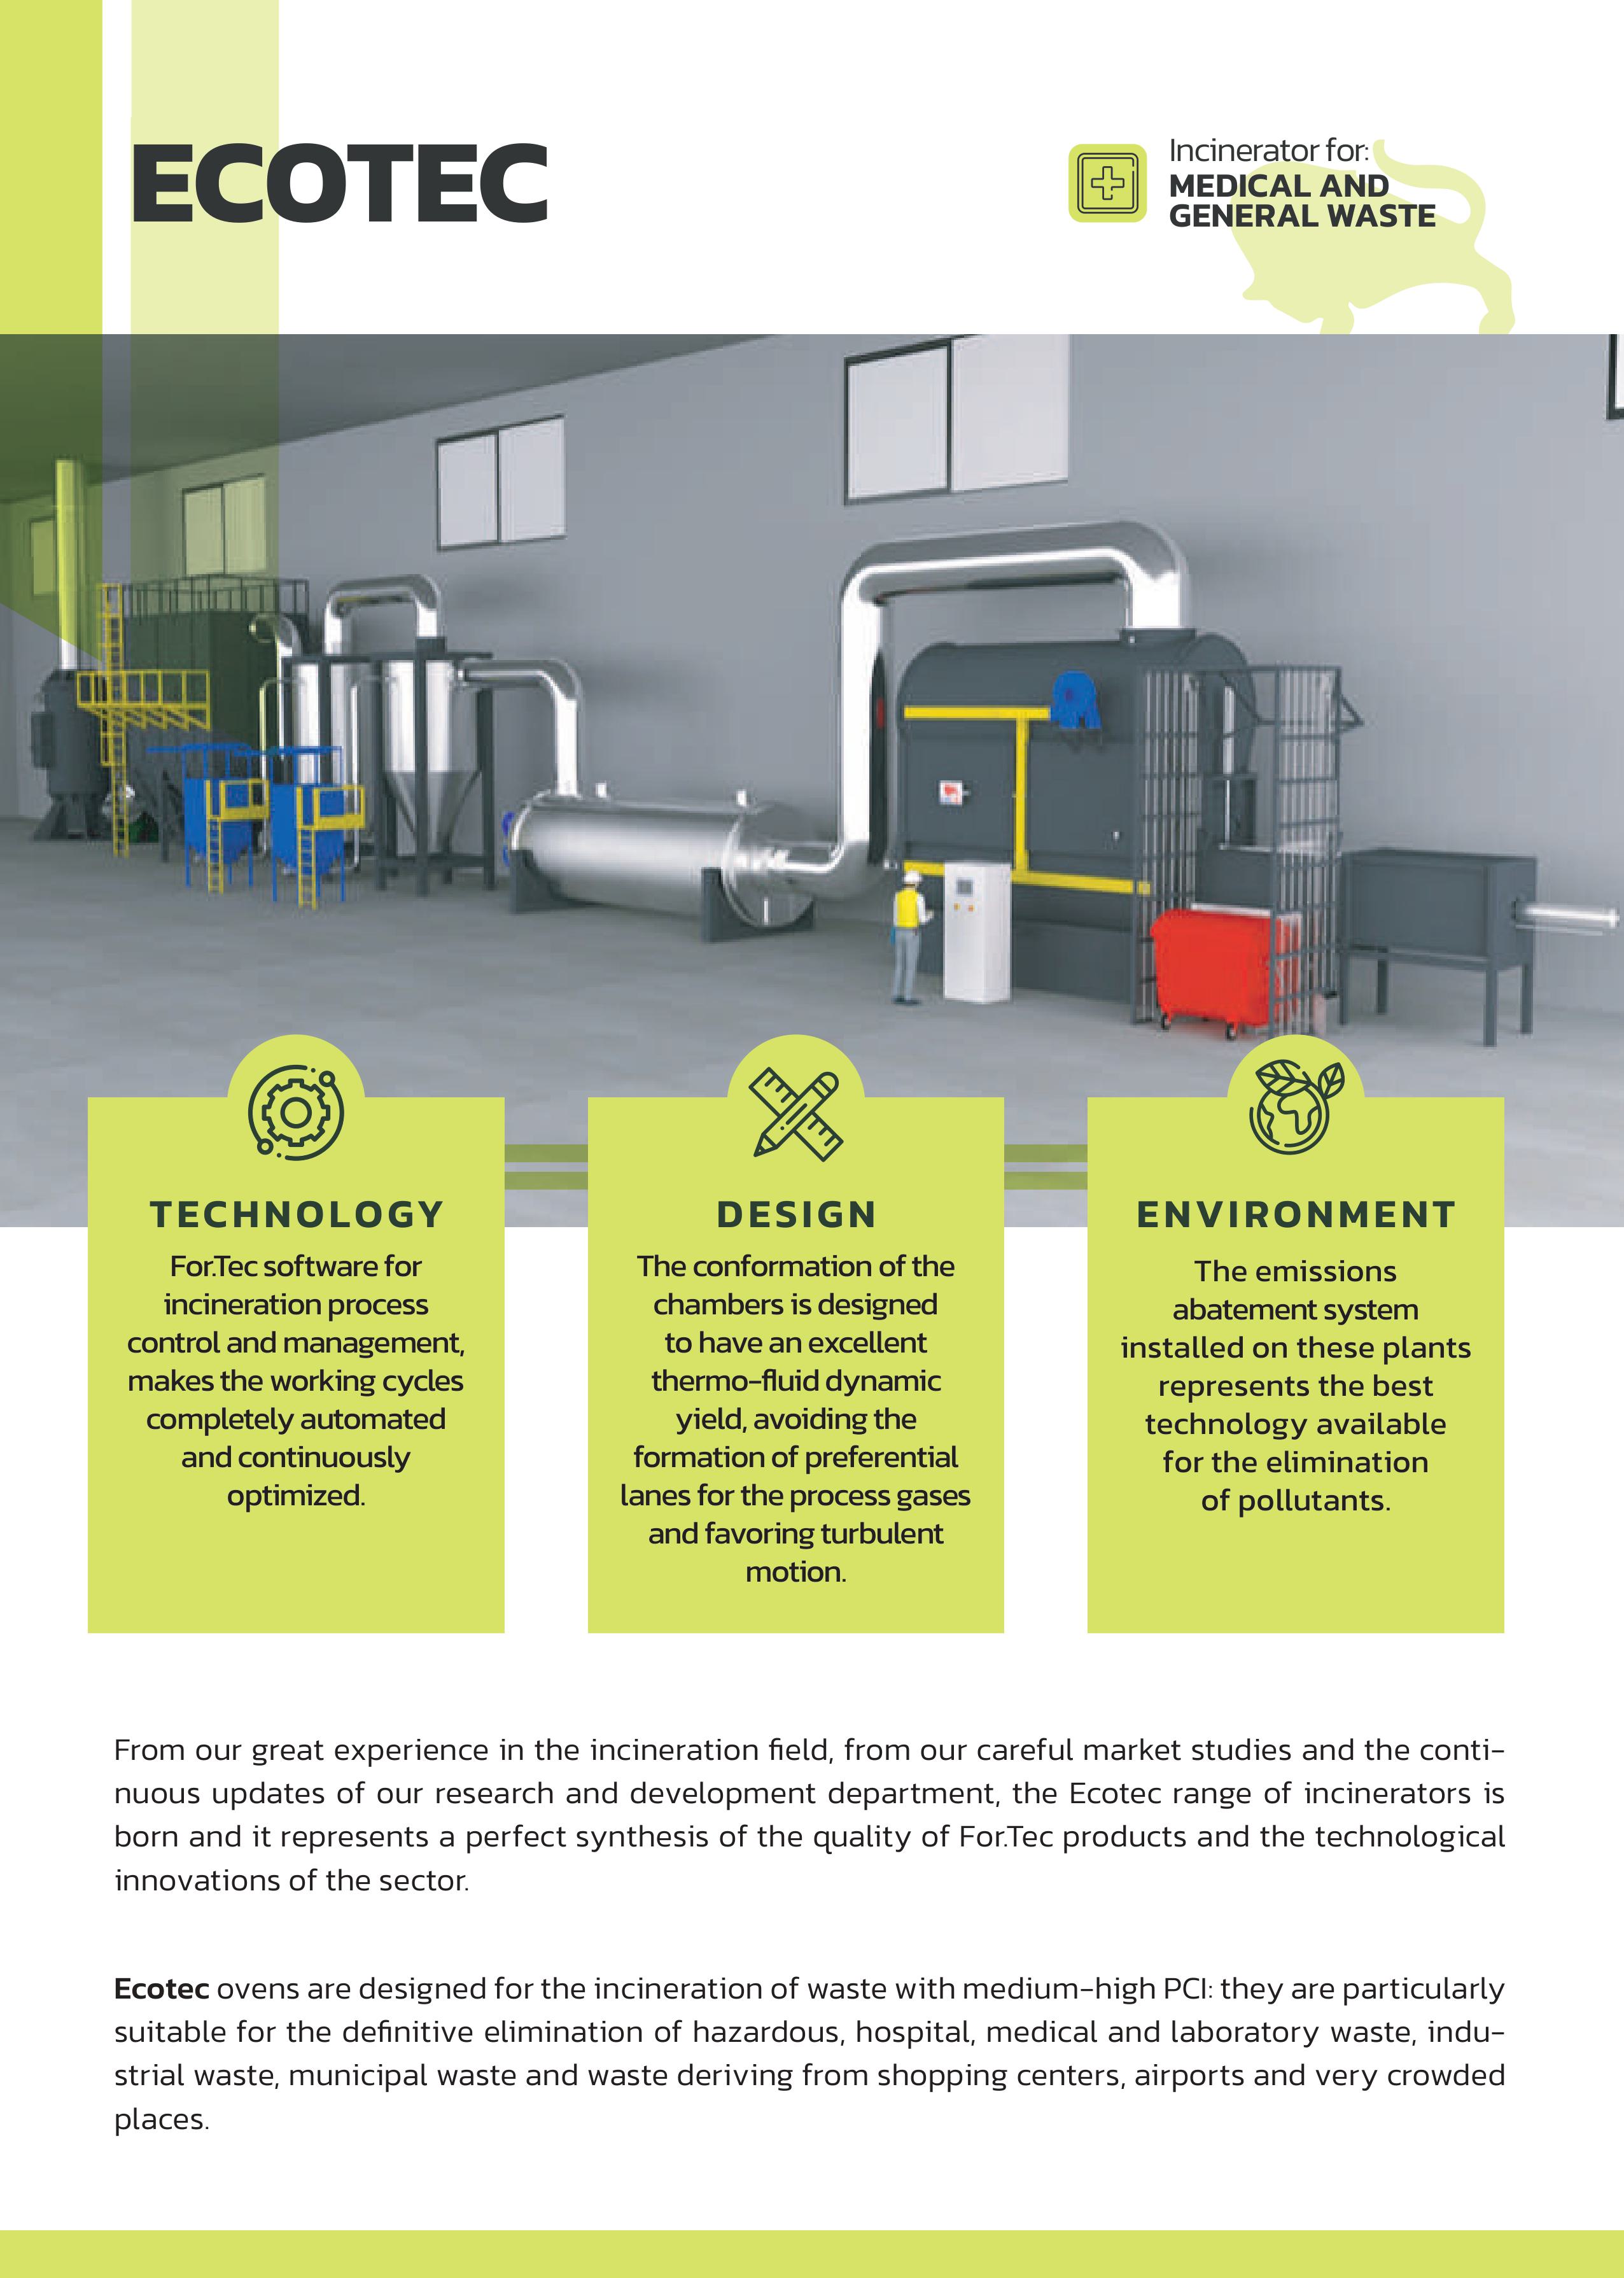 ECOTEC
Incinerator for:
MEDICAL AND
GENERAL WASTE
TECHNOLOGY
For.Tec software for
incineration process
control and management,
makes the working cycles
completely automated
and continuously
optimized.
DESIGN
The conformation of the
chambers is designed
to have an excellent
thermo-fluid dynamic
yield, avoiding the
formation of preferential
lanes for the process gases
and favoring turbulent
motion.
ENVIRONMENT
The emissions
abatement system
installed on these plants
represents the best
technology available
for the elimination
of pollutants.
From our great experience in the incineration field, from our careful market studies and the conti-
nuous updates of our research and development department, the Ecotec range of incinerators is
born and it represents a perfect synthesis of the quality of For.Tec products and the technological
innovations of the sector.
Ecotec ovens are designed for the incineration of waste with medium-high PCI: they are particularly
suitable for the definitive elimination of hazardous, hospital, medical and laboratory waste, indu-
strial waste, municipal waste and waste deriving from shopping centers, airports and very crowded
places.